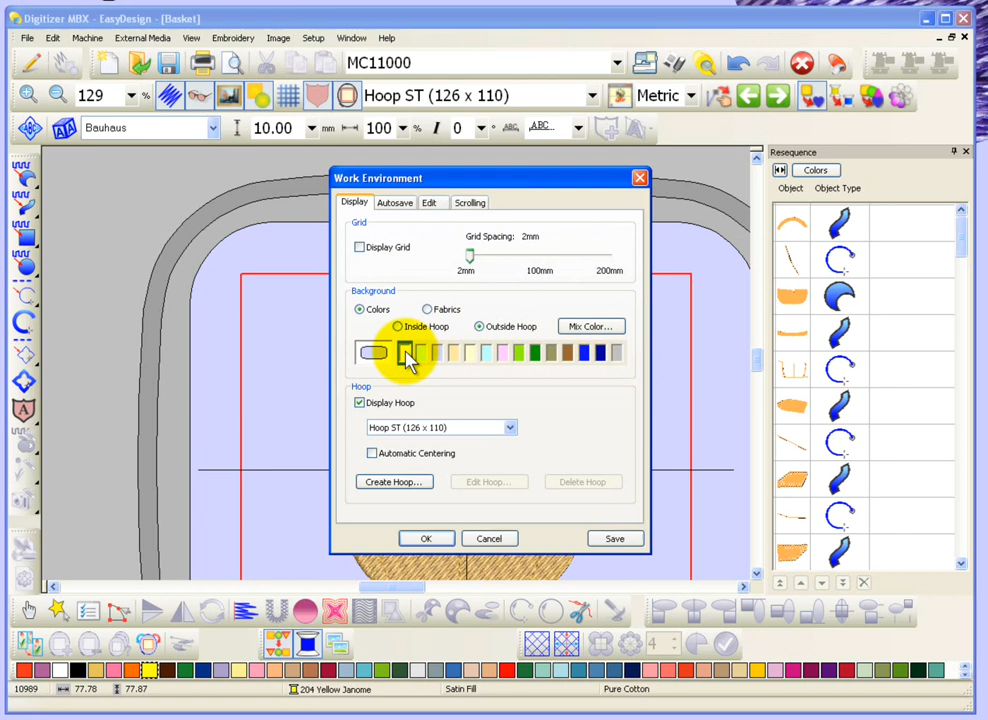 Digitizer MBX - EasyDesign - [Basket]
File Edit Machine External Media View Embroidery Image Setup Window Help
MC11000
129 % Hoop ST (126 x 110) Metric
Bauhaus 10.00 mm 100 % 0 ABC ABC...
Resequence
Colors
Object Object Type
Work Environment
Display Autosave Edit Scrolling
Grid
Display Grid Grid Spacing: 2mm
2mm 100mm 200mm
Background
Colors Fabrics
Inside Hoop Outside Hoop Mix Color...
Hoop
Display Hoop
Hoop ST (126 x 110)
Automatic Centering
Create Hoop... Edit Hoop... Delete Hoop
OK Cancel Save
4
10989 77.78 77.87 204 Yellow Janome Satin Fill Pure Cotton